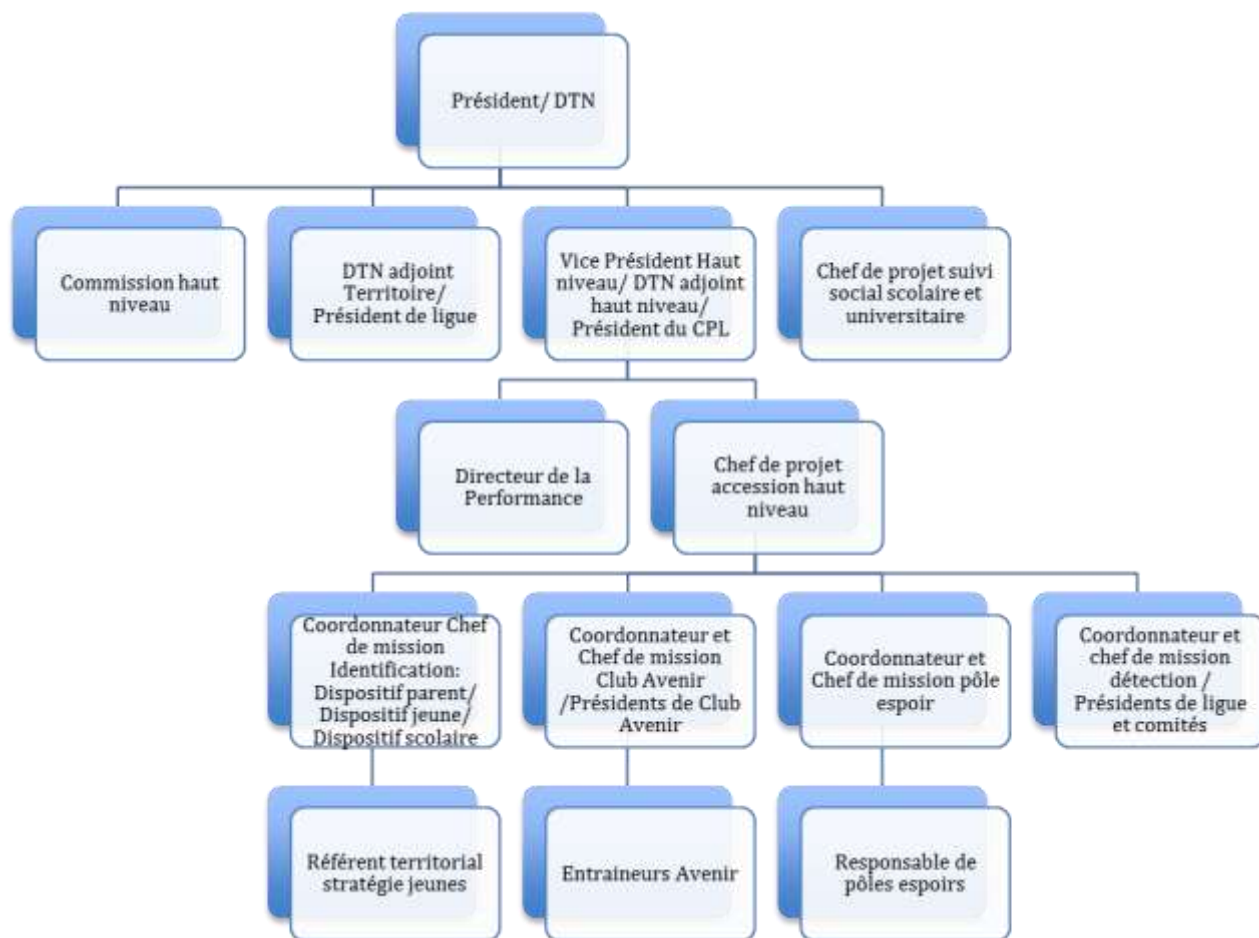 Président/ DTN
Commission haut
niveau
DTN adjoint
Territoire/
Président de ligue
Vice Président Haut
niveau/ DTN adjoint
haut niveau/
Président du CPL
Chef de projet suivi
social scolaire et
universitaire
Directeur de la
Performance
Chef de projet
accession haut
niveau
Coordonnateur Chef
de mission
Identification:
Dispositif parent/
Dispositif jeune/
Dispositif scolaire
Coordonnateur et
Chef de mission
Club Avenir
/Présidents de Club
Avenir
Coordonnateur et
Chef de mission pôle
espoir
Coordonnateur et
chef de mission
détection /
Présidents de ligue
et comités
Référent territorial
stratégie jeunes
Entraineurs Avenir
Responsable de
pôles espoirs